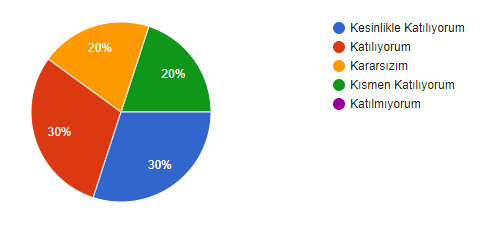 20%
20%
30%
30%
Kesinlikle Katılıyorum
Katılıyorum
Kararsızım
Kısmen Katılıyorum
Katılmıyorum